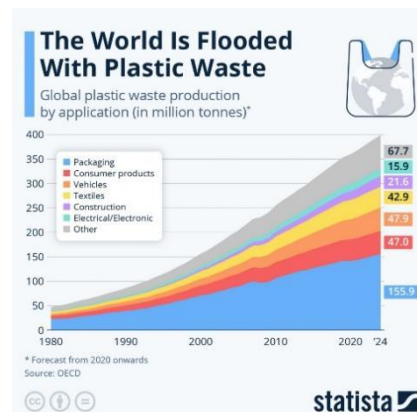 The World Is Flooded
With Plastic Waste
Global plastic waste production
by application (in million tonnes)*
400
350
300
250
200
150
100
50
0
Packaging
Consumer products
Vehicles
Textiles
Construction
Electrical/Electronic
Other
67.7
15.9
21.6
42.9
47.9
47.0
155.9
1980
1990
2000
2010
2020
'24
* Forecast from 2020 onwards
Source: OECD
cc
statista